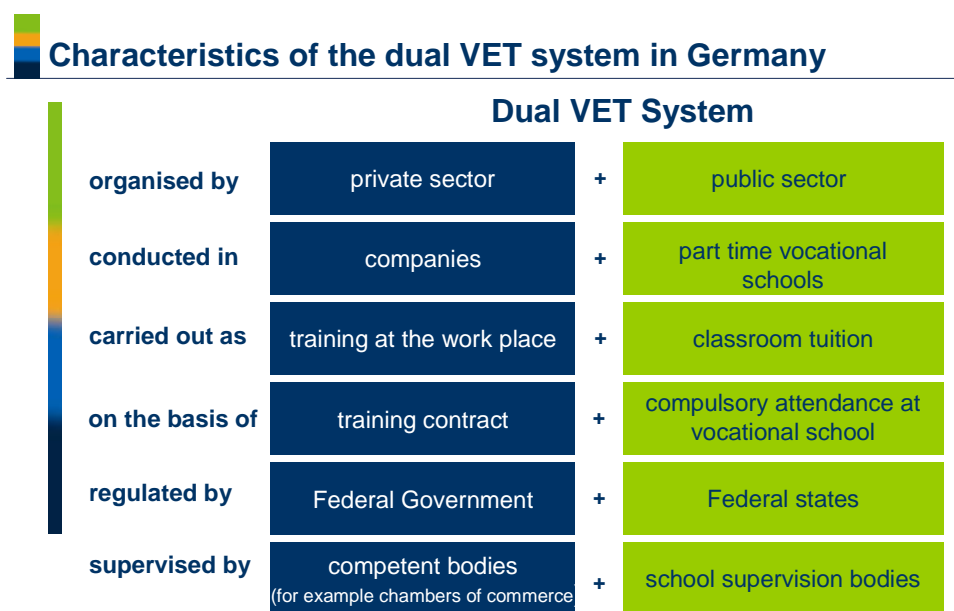 Characteristics of the dual VET system in Germany
Dual VET System
organised by private sector + public sector
conducted in companies + part time vocational
schools
carried out as training at the work place + classroom tuition
on the basis of training contract + compulsory attendance at
vocational school
regulated by Federal Government + Federal states
supervised by competent bodies + school supervision bodies
(for example chambers of commerce)